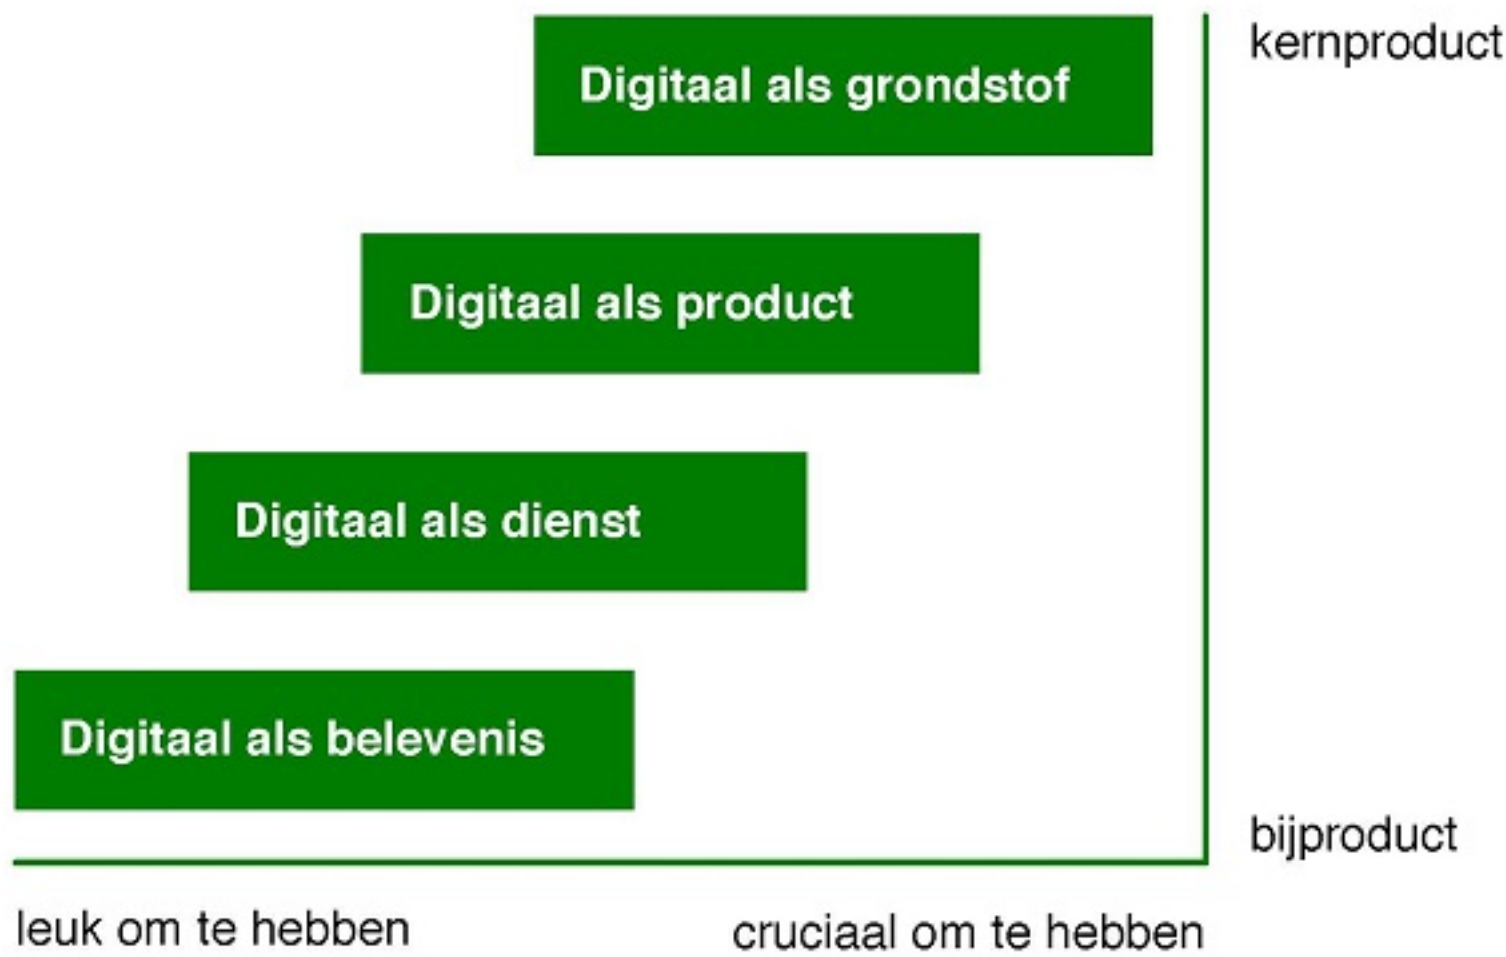 kernproduct
Digitaal als grondstof
Digitaal als product
Digitaal als dienst
Digitaal als belevenis
bijproduct
leuk om te hebben
cruciaal om te hebben